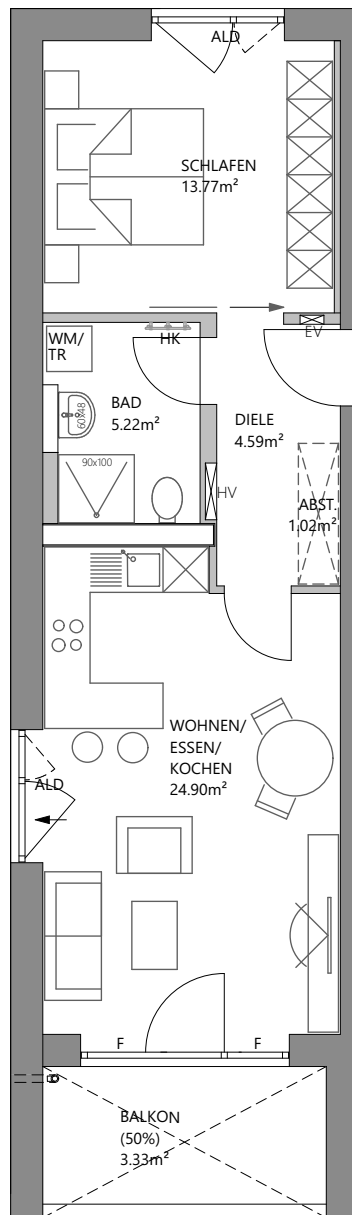 ALD
SCHLAFEN
13.77m²
WM/
TR
HK
EV
BAD
5.22m²
60x48
DIELE
4.59m²
90x100
HV
ABST.
1.02m²
WOHNEN/
ESSEN/
KOCHEN
24.90m²
ALD
F
F
BALKON
(50%)
3.33m²